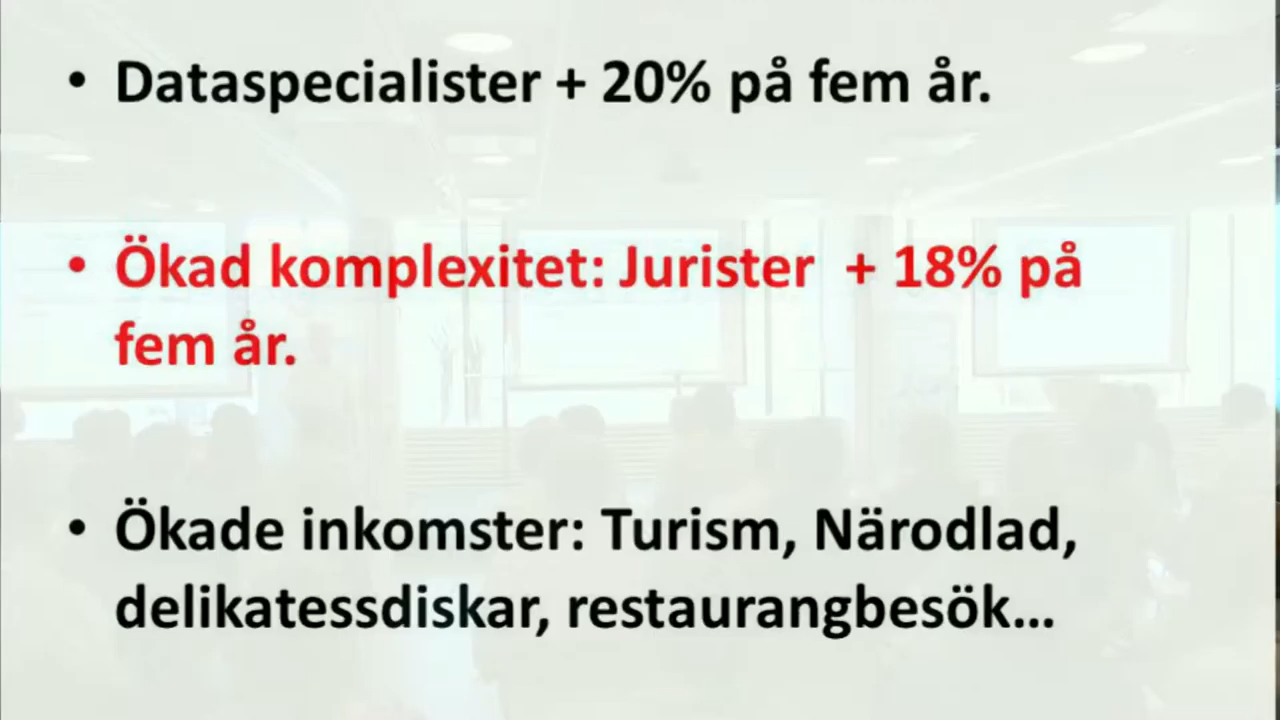 • Dataspecialister + 20% på fem år.
• Ökad komplexitet: Jurister + 18% på
fem år.
• Ökade inkomster: Turism, Närodlad,
delikatessdiskar, restaurangbesök...